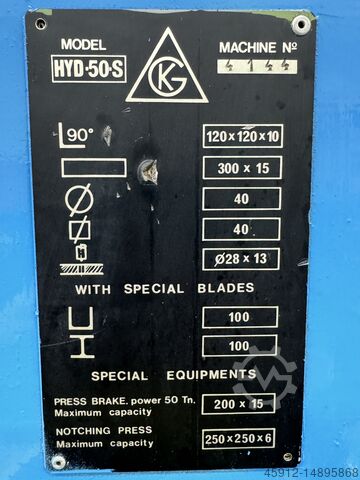 MODEL
HYD·50·S
KG
MACHINE Nº
4144
90°
120×120×10
300 × 15
40
40
Ø28 × 13
WITH SPECIAL BLADES
100
100
SPECIAL EQUIPMENTS
PRESS BRAKE, power 50 Tn.
Maximum capacity
200 × 15
NOTCHING PRESS
Maximum capacity
250×250×6
45912-14895868